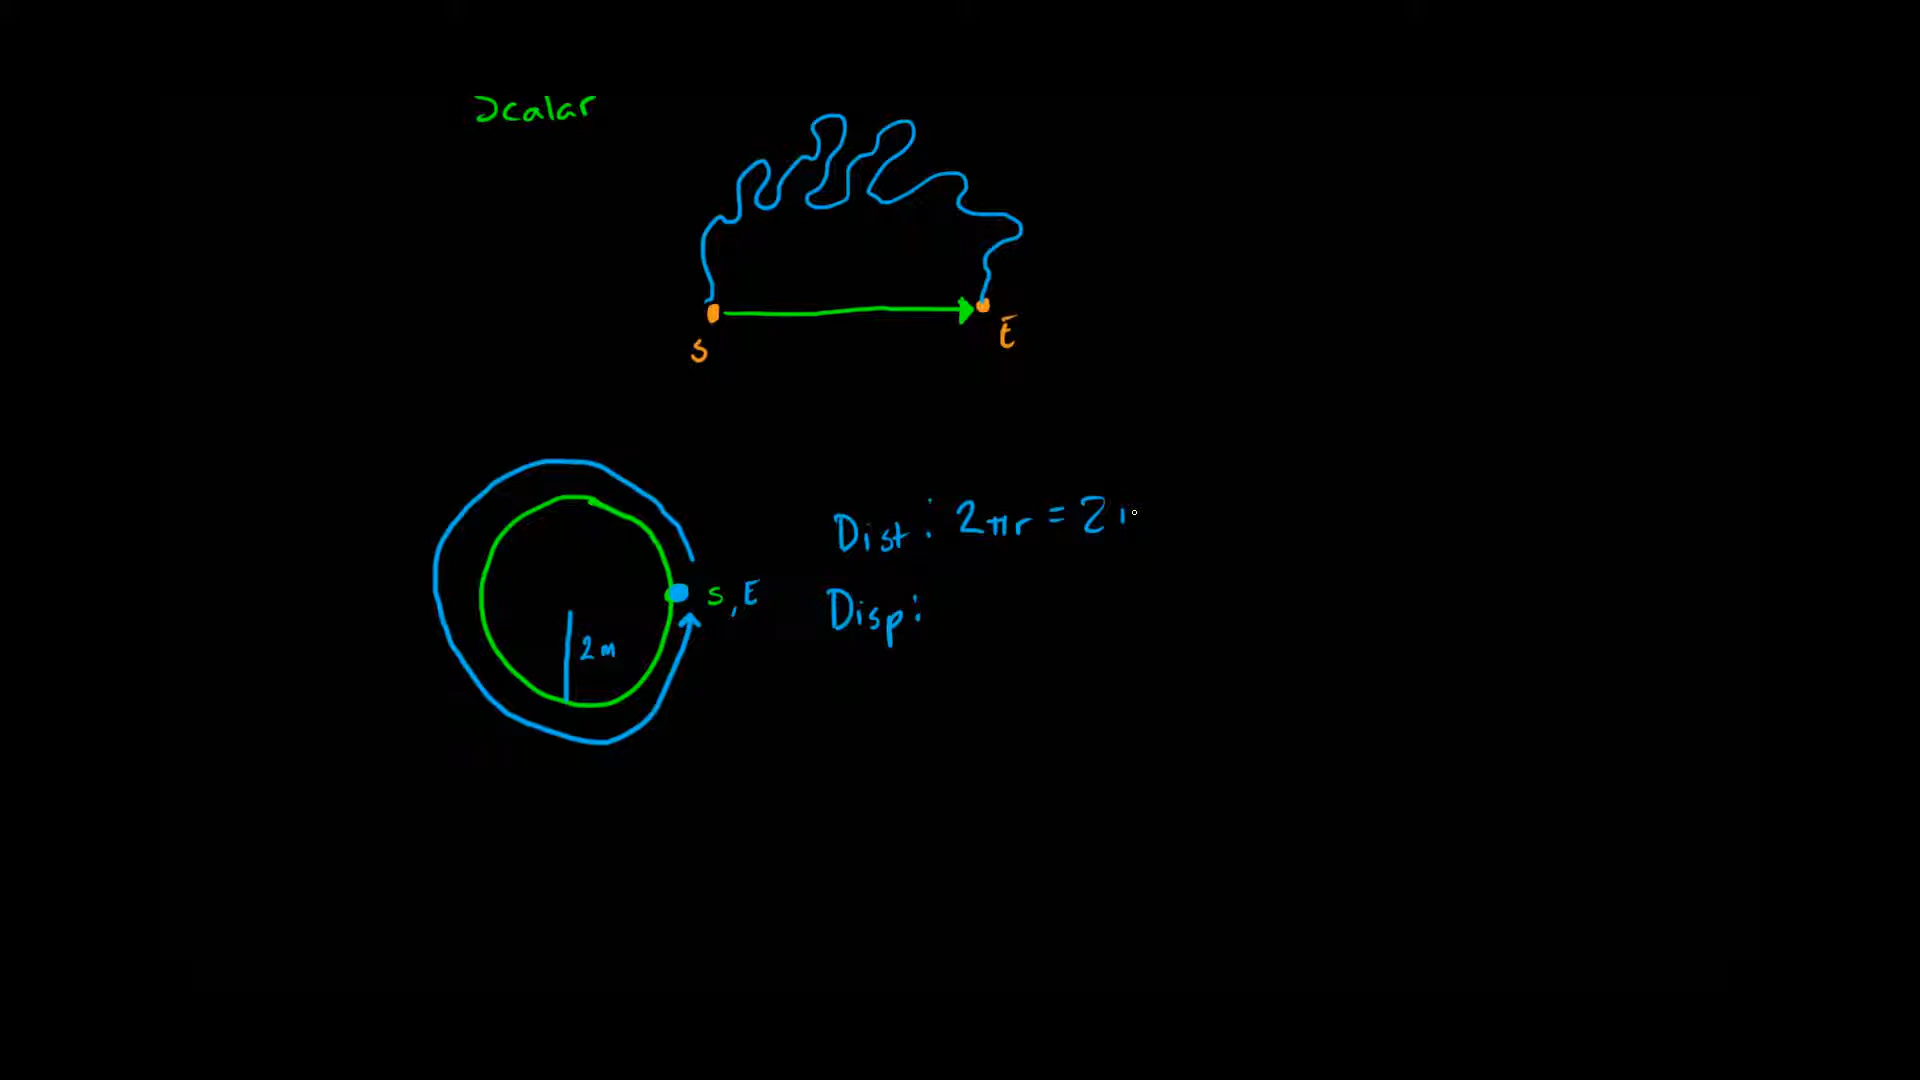 Scalar
S
E
Dist: 2πr = 2
S, E
Disp:
2m